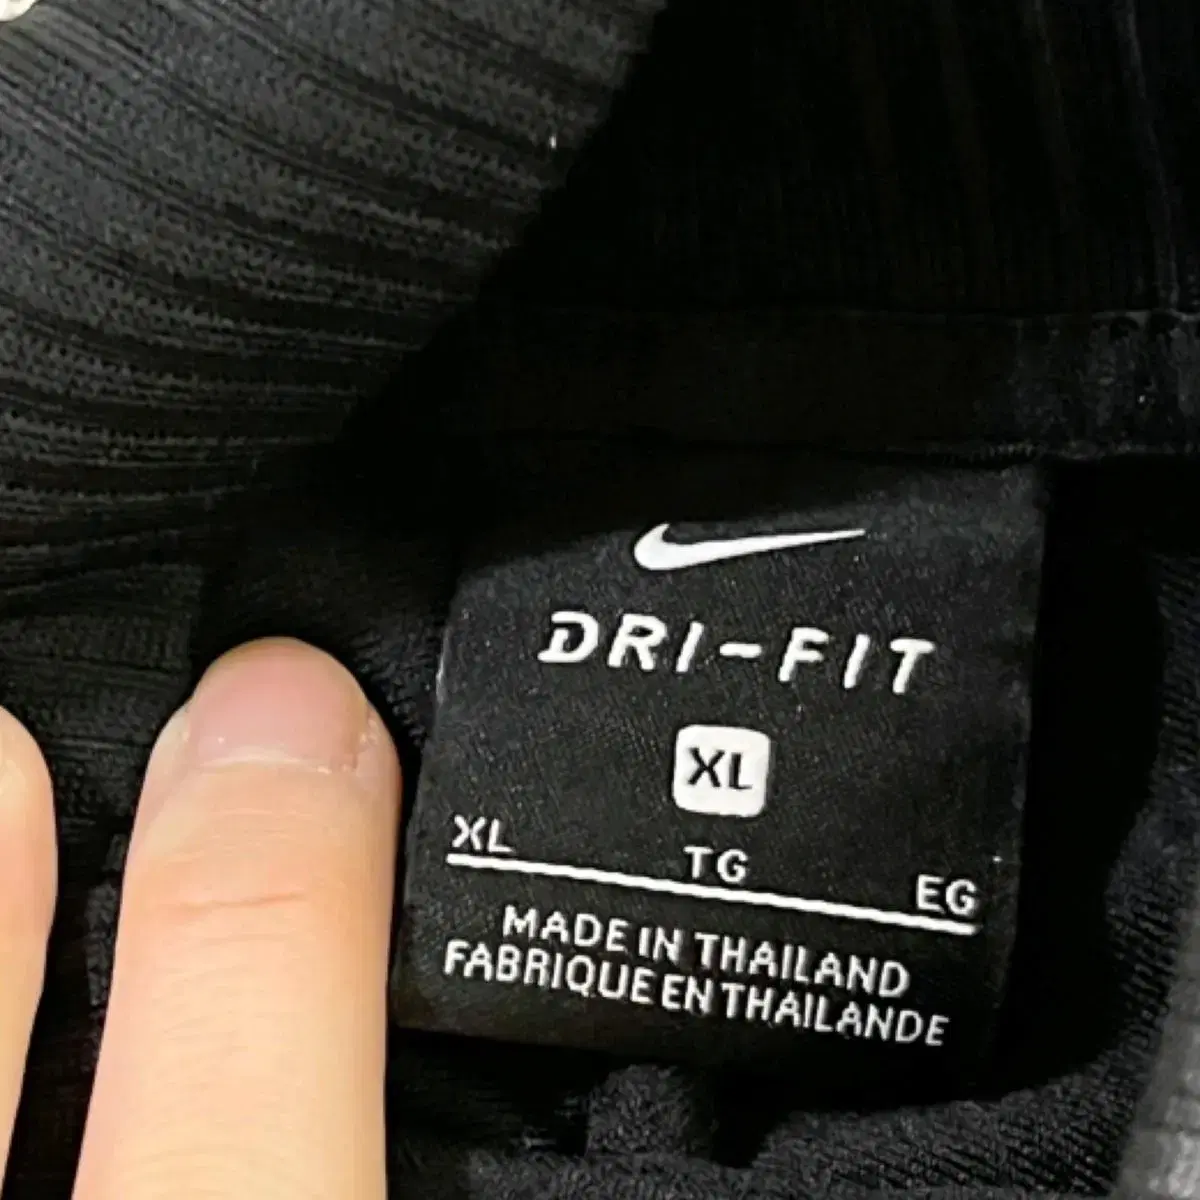 DRI-FIT
XL
XL TG EG
MADE IN THAILAND
FABRIQUE EN THAILANDE